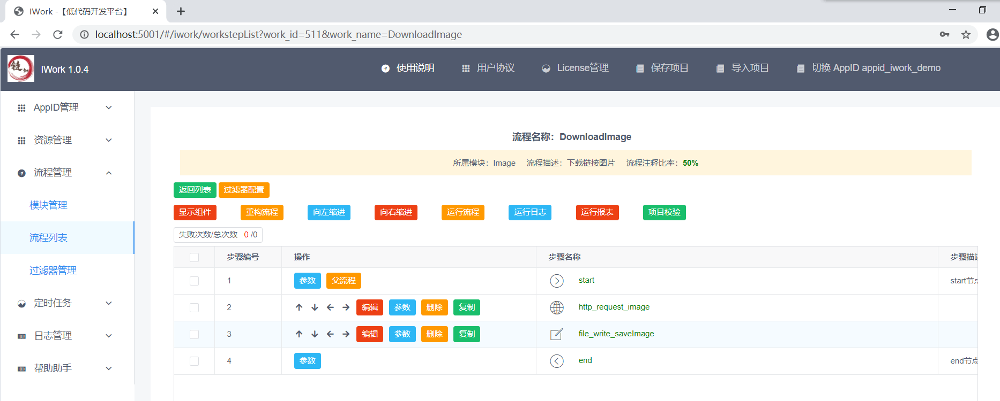 IWork -【低代码开发平台】
localhost:5001/#/iwork/workstepList?work_id=511&work_name=DownloadImage
IWork 1.0.4
使用说明
用户协议
License管理
保存项目
导入项目
切换 AppID appid_iwork_demo
AppID管理
资源管理
流程管理
模块管理
流程列表
过滤器管理
定时任务
日志管理
帮助助手
流程名称：DownloadImage
所属模块：Image 流程描述：下载链接图片 流程注释比率：50%
返回列表 过滤器配置
显示组件 重构流程 向左缩进 向右缩进 运行流程 运行日志 运行报表 项目校验
失败次数/总次数 0 /0
步骤编号 操作 步骤名称 步骤描
1 参数 父流程 start start节
2 编辑 参数 删除 复制 http_request_image
3 编辑 参数 删除 复制 file_write_saveImage
4 参数 end end节